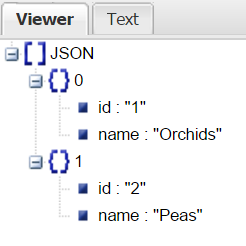 Viewer Text
JSON
0
id : "1"
name : "Orchids"
1
id : "2"
name : "Peas"